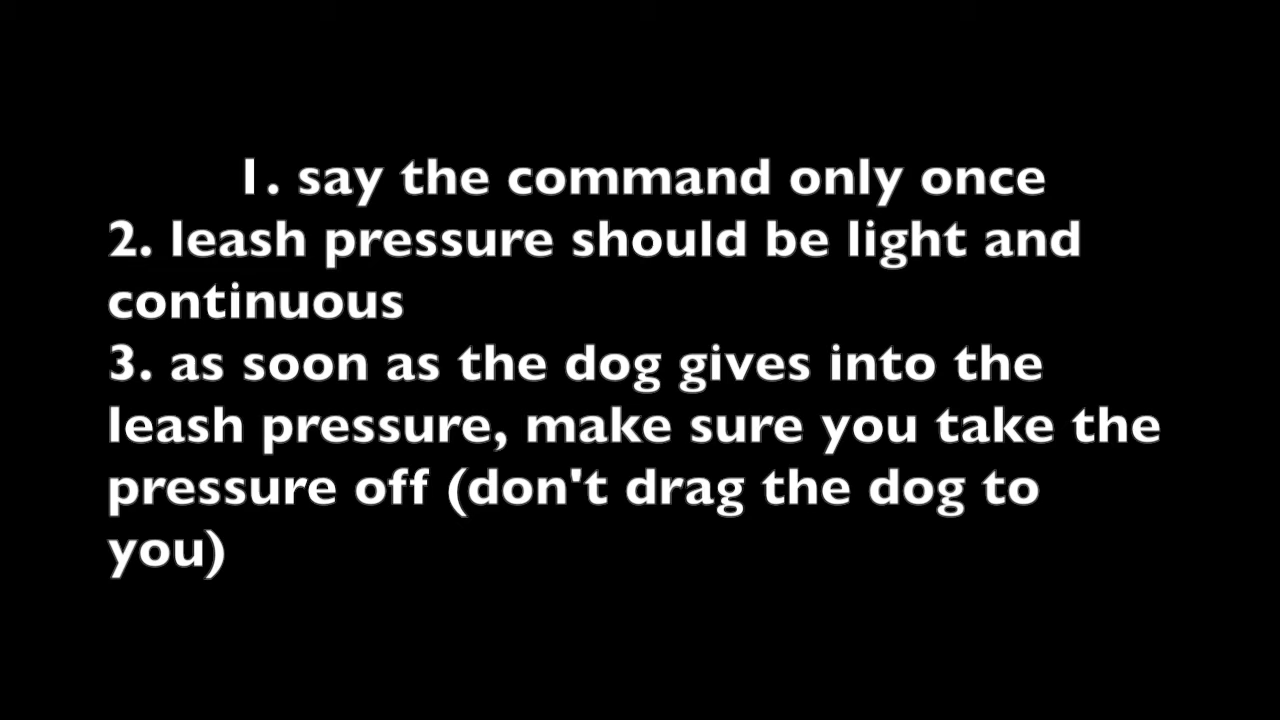 1. say the command only once
2. leash pressure should be light and
continuous
3. as soon as the dog gives into the
leash pressure, make sure you take the
pressure off (don't drag the dog to
you)